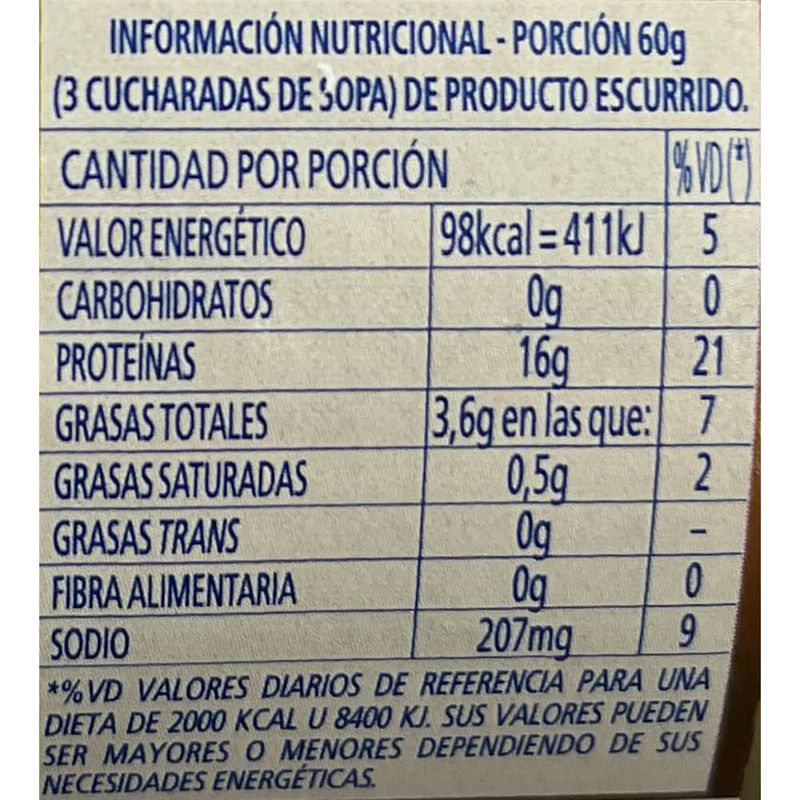 INFORMACIÓN NUTRICIONAL - PORCIÓN 60g
(3 CUCHARADAS DE SOPA) DE PRODUCTO ESCURRIDO.
CANTIDAD POR PORCIÓN %VD(*)
VALOR ENERGÉTICO 98kcal = 411kJ 5
CARBOHIDRATOS 0g 0
PROTEÍNAS 16g 21
GRASAS TOTALES 3,6g en las que: 7
GRASAS SATURADAS 0,5g 2
GRASAS TRANS 0g –
FIBRA ALIMENTARIA 0g 0
SODIO 207mg 9
*%VD VALORES DIARIOS DE REFERENCIA PARA UNA
DIETA DE 2000 KCAL U 8400 KJ. SUS VALORES PUEDEN
SER MAYORES O MENORES DEPENDIENDO DE SUS
NECESIDADES ENERGÉTICAS.